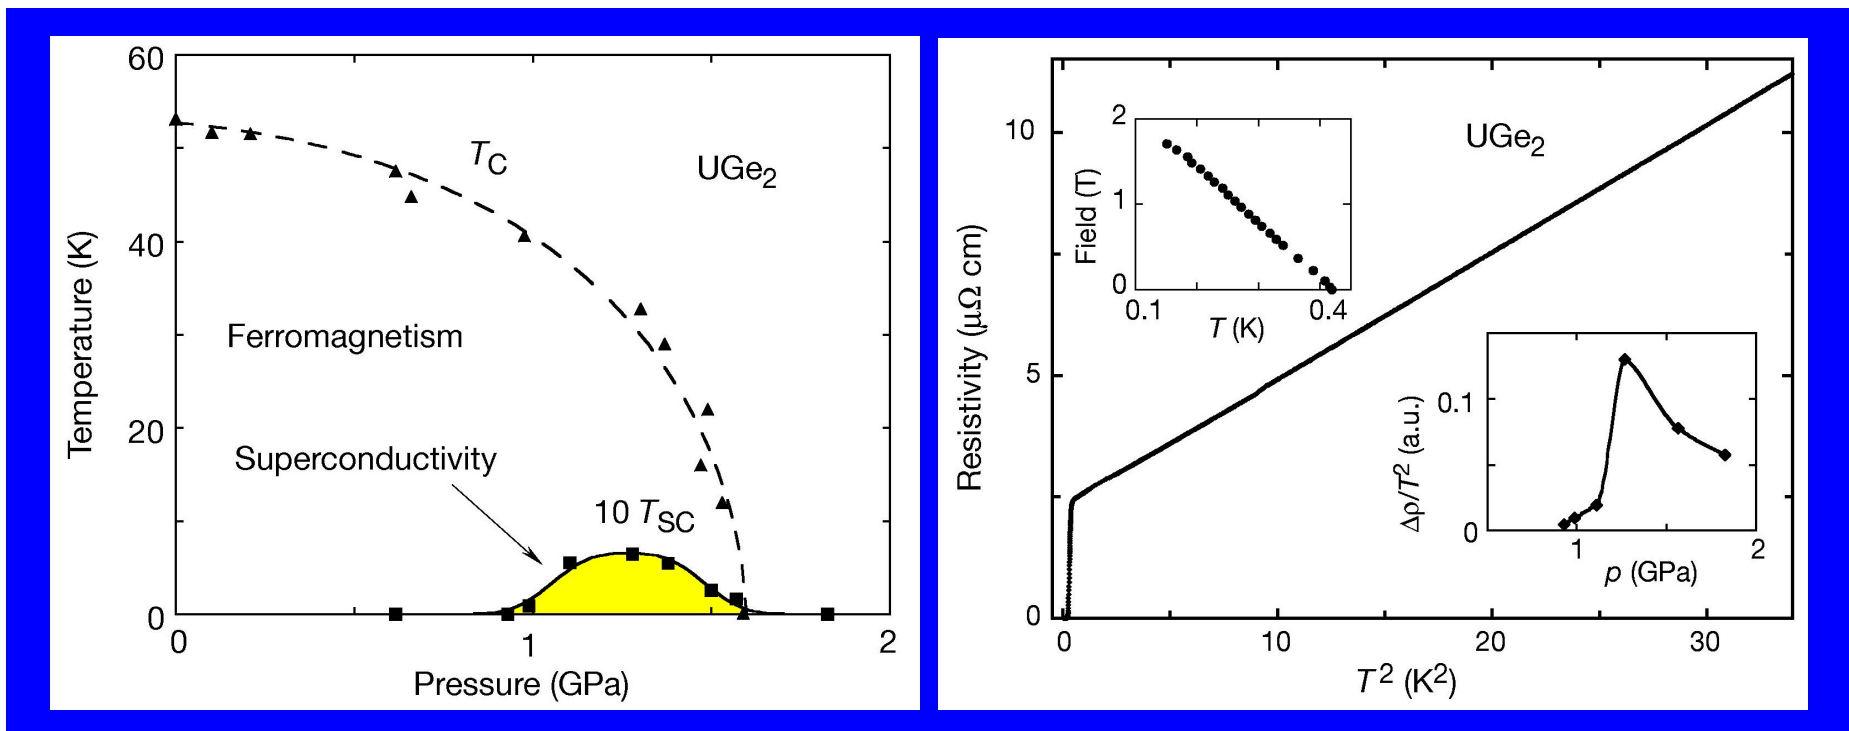 60
40
20
0
Temperature (K)
T_C
UGe₂
Ferromagnetism
Superconductivity
10 T_SC
0 1 2
Pressure (GPa)
10
5
0
Resistivity (μΩ cm)
UGe₂
2
1
0
Field (T)
0.1 0.4
T (K)
0.1
0
Δρ/T² (a.u.)
1 2
p (GPa)
0 10 20 30
T² (K²)